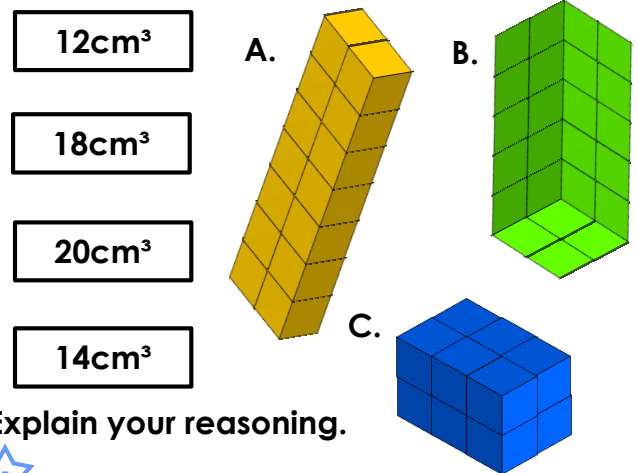 12cm³
A.
B.
18cm³
20cm³
C.
14cm³
Explain your reasoning.